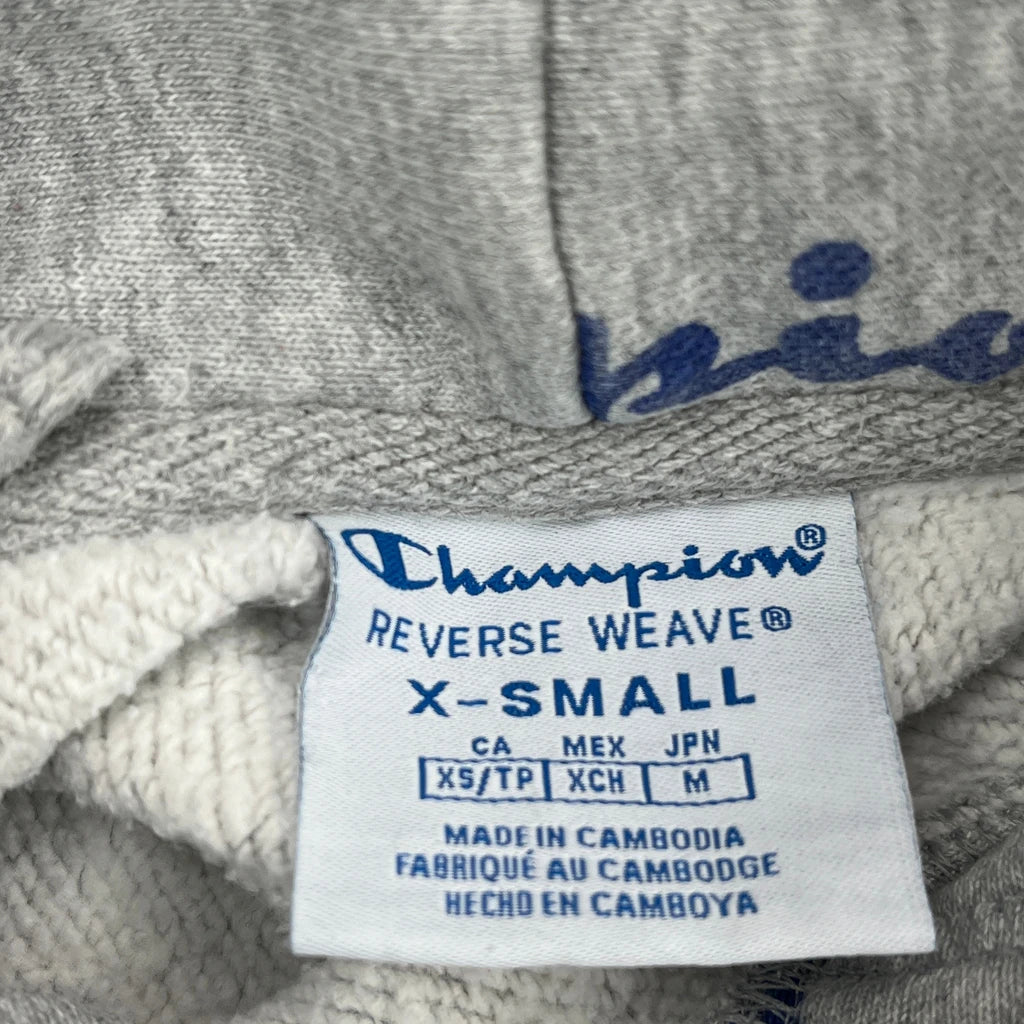 pio
Champion®
REVERSE WEAVE®
X-SMALL
CA MEX JPN
XS/TP XCH M
MADE IN CAMBODIA
FABRIQUÉ AU CAMBODGE
HECHO EN CAMBOYA